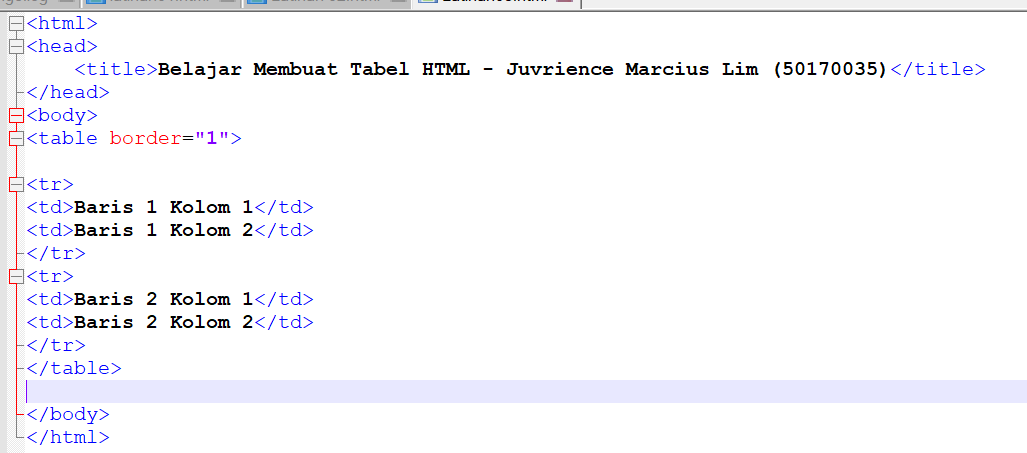 <html>
<head>
<title>Belajar Membuat Tabel HTML - Juvrience Marcius Lim (50170035)</title>
</head>
<body>
<table border="1">
<tr>
<td>Baris 1 Kolom 1</td>
<td>Baris 1 Kolom 2</td>
</tr>
<tr>
<td>Baris 2 Kolom 1</td>
<td>Baris 2 Kolom 2</td>
</tr>
</table>
</body>
</html>